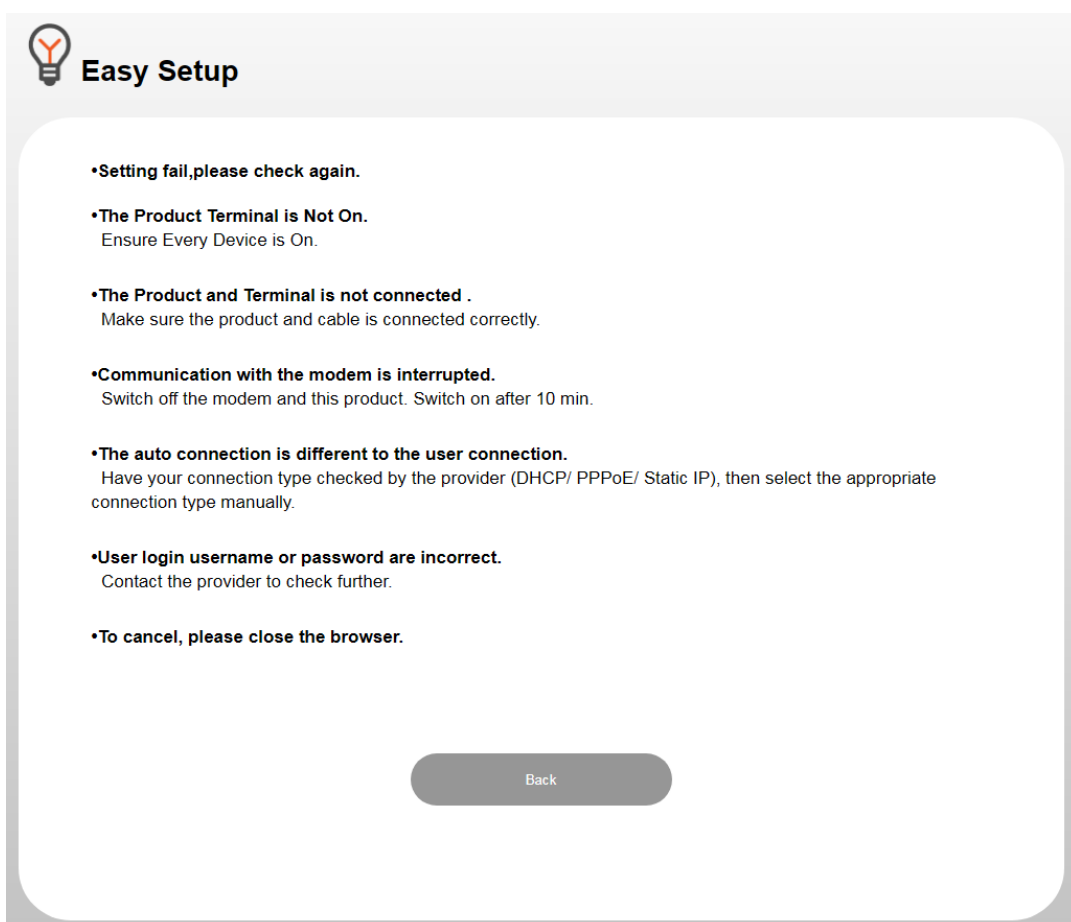 Easy Setup
•Setting fail,please check again.
•The Product Terminal is Not On.
Ensure Every Device is On.
•The Product and Terminal is not connected .
Make sure the product and cable is connected correctly.
•Communication with the modem is interrupted.
Switch off the modem and this product. Switch on after 10 min.
•The auto connection is different to the user connection.
Have your connection type checked by the provider (DHCP/ PPPoE/ Static IP), then select the appropriate
connection type manually.
•User login username or password are incorrect.
Contact the provider to check further.
•To cancel, please close the browser.
Back